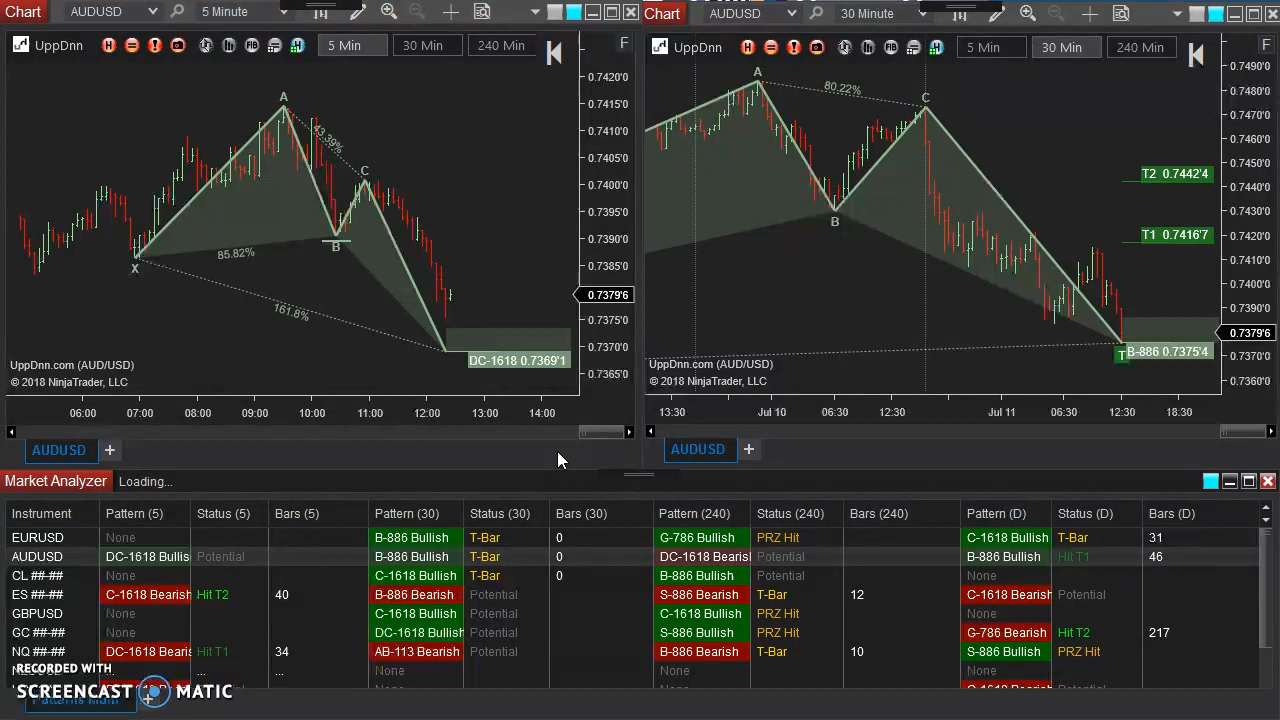 Chart AUDUSD 5 Minute
UppDnn 5 Min 30 Min 240 Min F
A
43.39%
C
B
85.82%
X
161.8%
DC-1618 0.7369'1
0.7420'0
0.7415'0
0.7410'0
0.7405'0
0.7400'0
0.7395'0
0.7390'0
0.7385'0
0.7379'6
0.7375'0
0.7370'0
0.7365'0
UppDnn.com (AUD/USD)
© 2018 NinjaTrader, LLC
06:00 07:00 08:00 09:00 10:00 11:00 12:00 13:00 14:00
AUDUSD +
Chart AUDUSD 30 Minute
UppDnn 5 Min 30 Min 240 Min F
A
80.22%
C
B
T2 0.7442'4
T1 0.7416'7
T B-886 0.7375'4
0.7490'0
0.7480'0
0.7470'0
0.7460'0
0.7450'0
0.7440'0
0.7430'0
0.7420'0
0.7410'0
0.7400'0
0.7390'0
0.7379'6
0.7370'0
0.7360'0
UppDnn.com (AUD/USD)
© 2018 NinjaTrader, LLC
13:30 Jul 10 06:30 12:30 Jul 11 06:30 12:30 18:30
AUDUSD +
Market Analyzer Loading...
Instrument Pattern (5) Status (5) Bars (5) Pattern (30) Status (30) Bars (30) Pattern (240) Status (240) Bars (240) Pattern (D) Status (D) Bars (D)
EURUSD None B-886 Bullish T-Bar 0 G-786 Bullish PRZ Hit C-1618 Bullish T-Bar 31
AUDUSD DC-1618 Bullis Potential B-886 Bullish T-Bar 0 DC-1618 Bearis Potential B-886 Bullish Hit T1 46
CL ##-## None C-1618 Bullish T-Bar 0 B-886 Bullish Potential None
ES ##-## C-1618 Bearish Hit T2 40 B-886 Bearish Potential S-886 Bearish T-Bar 12 C-1618 Bearish Potential
GBPUSD None C-1618 Bullish Potential C-1618 Bullish PRZ Hit None
GC ##-## None DC-1618 Bullish Potential S-886 Bullish PRZ Hit G-786 Bearish Hit T2 217
NQ ##-## DC-1618 Bearis Hit T1 34 AB-113 Bearish Potential B-886 Bearish T-Bar 10 S-886 Bullish PRZ Hit
... ... ... None None None
RECORDED WITH
SCREENCAST MATIC
Patterns Multi